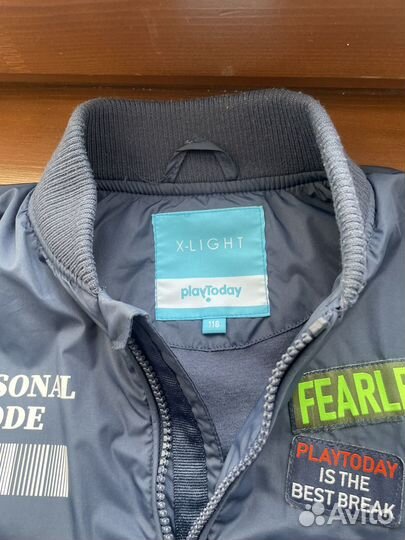 X-LIGHT
playToday
116
SONAL
ODE
FEARLE
PLAYTODAY
IS THE
BEST BREAK
Avito